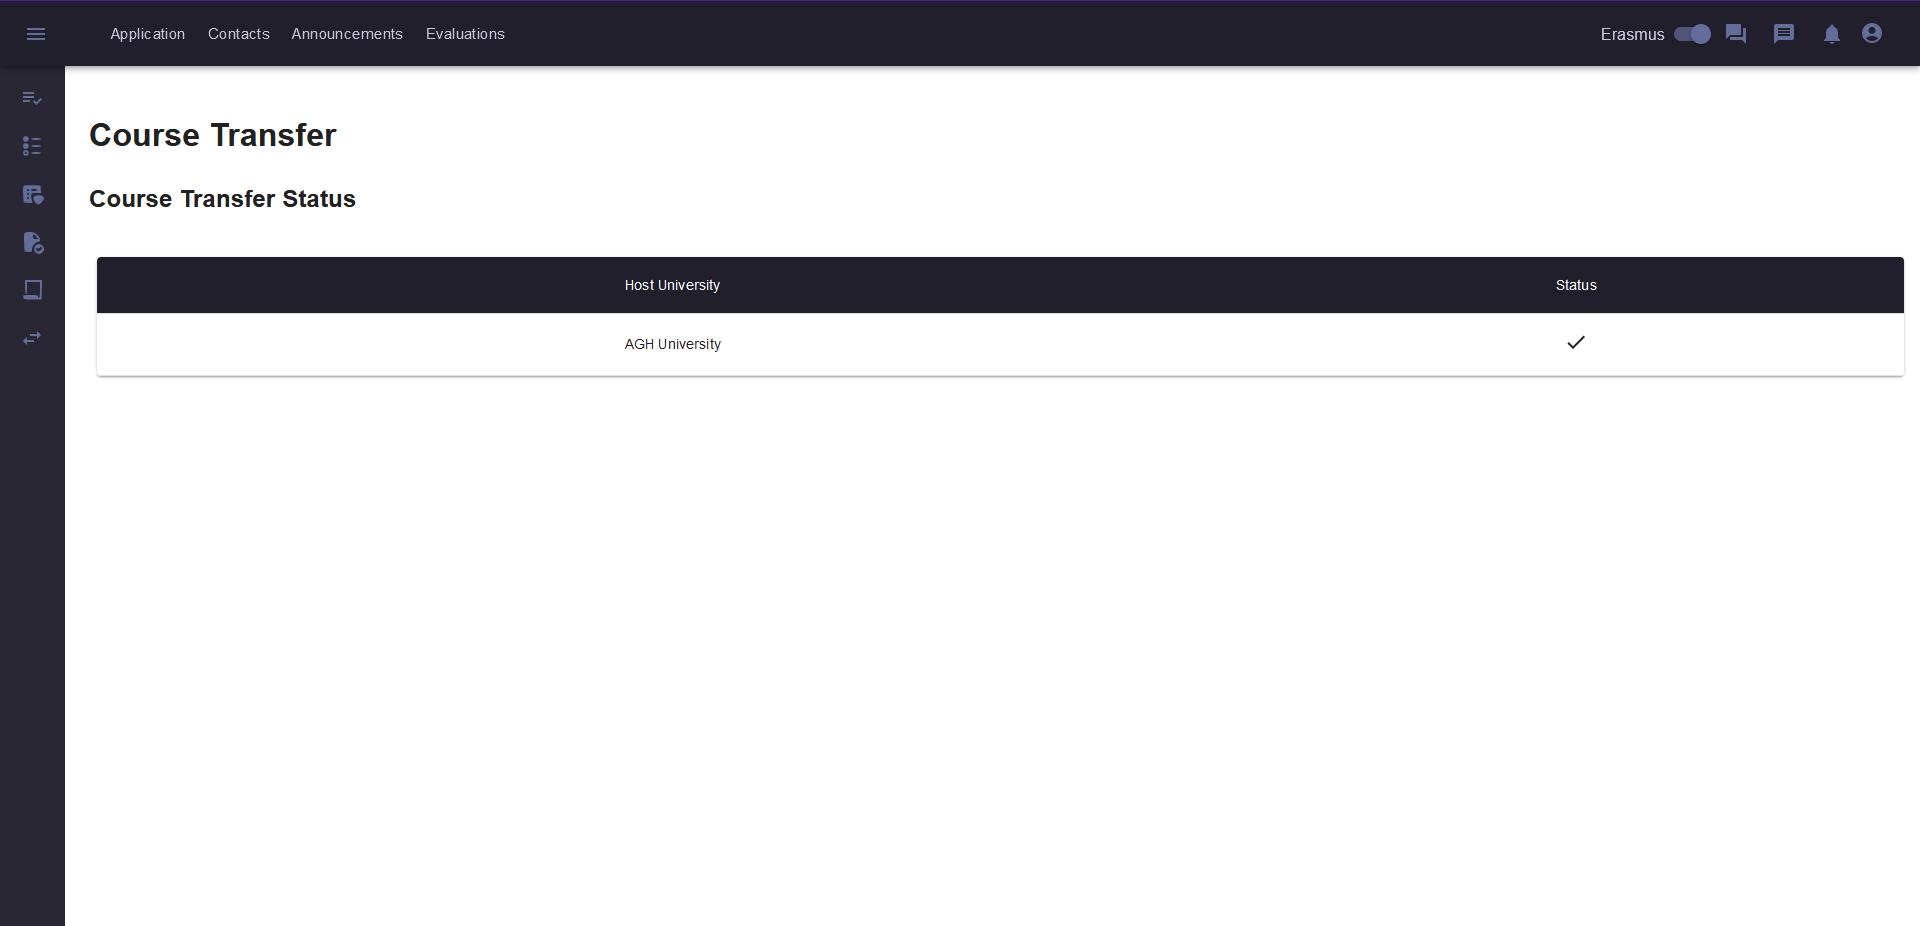 Application Contacts Announcements Evaluations Erasmus
Course Transfer
Course Transfer Status
Host University Status
AGH University